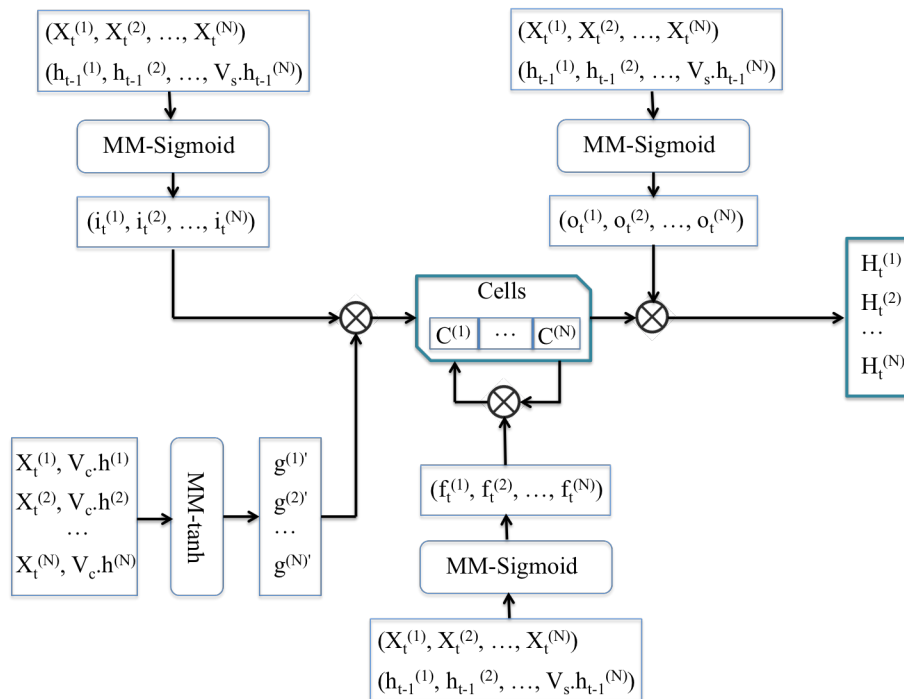 (Xₜ⁽¹⁾, Xₜ⁽²⁾, …, Xₜ⁽ᴺ⁾)
(hₜ₋₁⁽¹⁾, hₜ₋₁⁽²⁾, …, Vₛ.hₜ₋₁⁽ᴺ⁾)
MM-Sigmoid
(iₜ⁽¹⁾, iₜ⁽²⁾, …, iₜ⁽ᴺ⁾)
(Xₜ⁽¹⁾, Xₜ⁽²⁾, …, Xₜ⁽ᴺ⁾)
(hₜ₋₁⁽¹⁾, hₜ₋₁⁽²⁾, …, Vₛ.hₜ₋₁⁽ᴺ⁾)
MM-Sigmoid
(oₜ⁽¹⁾, oₜ⁽²⁾, …, oₜ⁽ᴺ⁾)
Cells
C⁽¹⁾ … C⁽ᴺ⁾
Hₜ⁽¹⁾
Hₜ⁽²⁾
…
Hₜ⁽ᴺ⁾
Xₜ⁽¹⁾, V_c.h⁽¹⁾
Xₜ⁽²⁾, V_c.h⁽²⁾
…
Xₜ⁽ᴺ⁾, V_c.h⁽ᴺ⁾
MM-tanh
g⁽¹⁾'
g⁽²⁾'
…
g⁽ᴺ⁾'
(fₜ⁽¹⁾, fₜ⁽²⁾, …, fₜ⁽ᴺ⁾)
MM-Sigmoid
(Xₜ⁽¹⁾, Xₜ⁽²⁾, …, Xₜ⁽ᴺ⁾)
(hₜ₋₁⁽¹⁾, hₜ₋₁⁽²⁾, …, Vₛ.hₜ₋₁⁽ᴺ⁾)